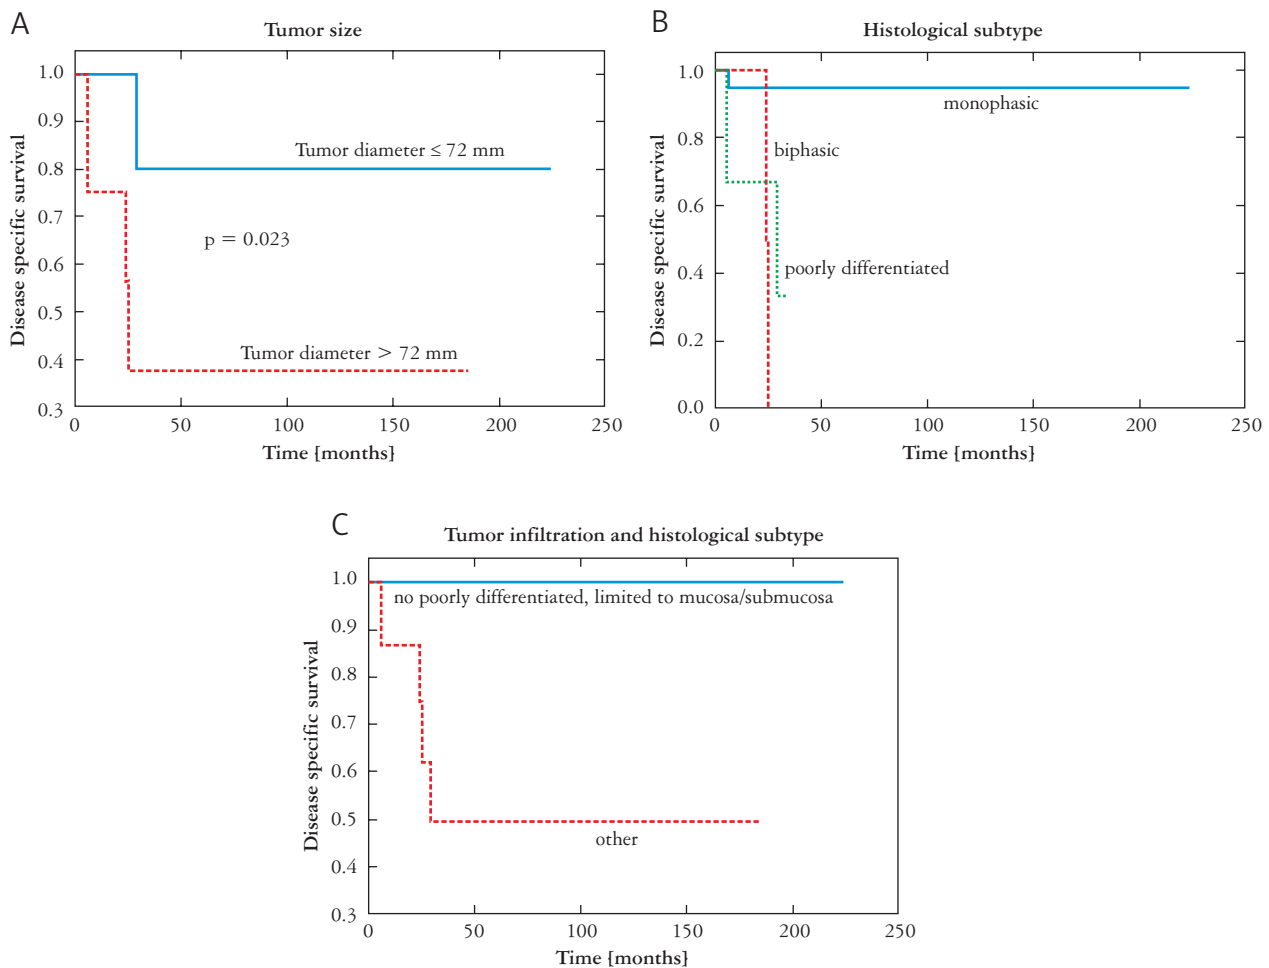 A
Tumor size
Disease specific survival
1.0
0.9
0.8
0.7
0.6
0.5
0.4
0.3
Tumor diameter ≤ 72 mm
p = 0.023
Tumor diameter > 72 mm
0 50 100 150 200 250
Time [months}
B
Histological subtype
Disease specific survival
1.0
0.8
0.6
0.4
0.2
0.0
monophasic
biphasic
poorly differentiated
0 50 100 150 200 250
Time [months}
C
Tumor infiltration and histological subtype
Disease specific survival
1.0
0.9
0.8
0.7
0.6
0.5
0.4
0.3
no poorly differentiated, limited to mucosa/submucosa
other
0 50 100 150 200 250
Time [months}